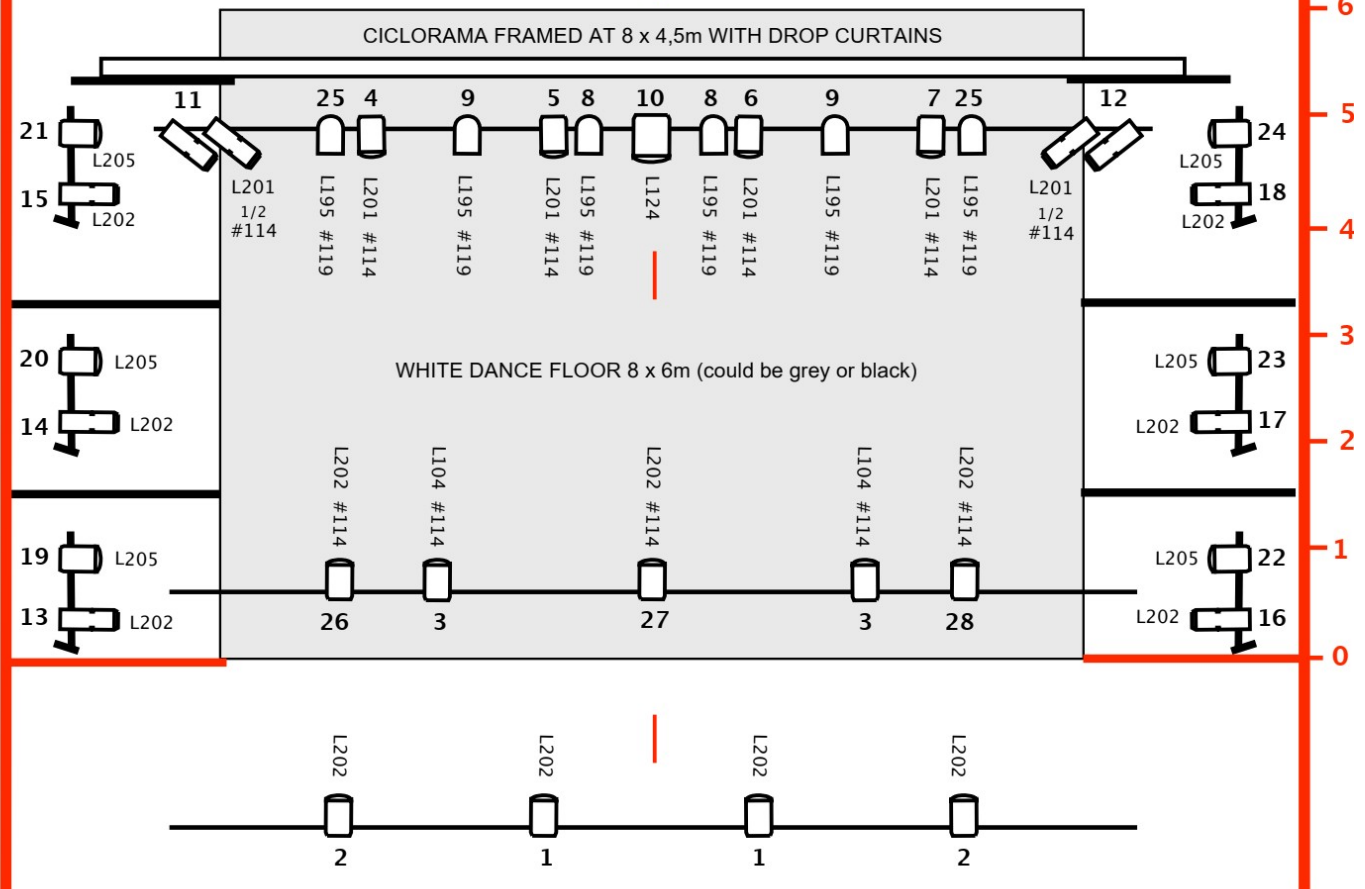 6
CICLORAMA FRAMED AT 8 x 4,5m WITH DROP CURTAINS
11
25
4
9
5
8
10
8
6
9
7
25
12
5
21
L205
15
L202
L201
1/2
#114
L195 #119
L201 #114
L195 #119
L201 #114
L195 #119
L124
L195 #119
L201 #114
L195 #119
L201 #114
L195 #119
L201
1/2
#114
24
L205
18
L202
4
3
20
L205
14
L202
WHITE DANCE FLOOR 8 x 6m (could be grey or black)
L205
23
L202
17
2
L202 #114
L104 #114
L202 #114
L104 #114
L202 #114
1
19
L205
13
L202
26
3
27
3
28
L205
22
L202
16
0
L202
L202
L202
L202
2
1
1
2